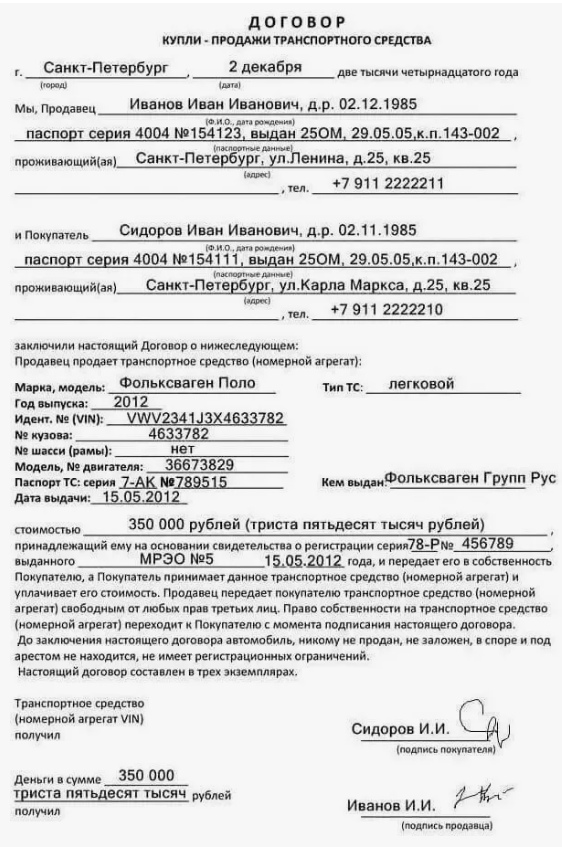 ДОГОВОР
КУПЛИ - ПРОДАЖИ ТРАНСПОРТНОГО СРЕДСТВА
г. Санкт-Петербург , 2 декабря две тысячи четырнадцатого года
(город) (дата)
Мы, Продавец Иванов Иван Иванович, д.р. 02.12.1985
(Ф.И.О., дата рождения)
паспорт серия 4004 №154123, выдан 25ОМ, 29.05.05,к.п.143-002 ,
(паспортные данные)
проживающий(ая) Санкт-Петербург, ул.Ленина, д.25, кв.25
(адрес)
, тел. +7 911 2222211
и Покупатель Сидоров Иван Иванович, д.р. 02.11.1985
(Ф.И.О., дата рождения)
паспорт серия 4004 №154111, выдан 25ОМ, 29.05.05,к.п.143-002 ,
(паспортные данные)
проживающий(ая) Санкт-Петербург, ул.Карла Маркса, д.25, кв.25
(адрес)
, тел. +7 911 2222210
заключили настоящий Договор о нижеследующем:
Продавец продает транспортное средство (номерной агрегат):
Марка, модель: Фольксваген Поло Тип ТС: легковой
Год выпуска: 2012
Идент. № (VIN): VWV2341J3X4633782
№ кузова: 4633782
№ шасси (рамы): нет
Модель, № двигателя: 36673829
Паспорт ТС: серия 7-АК №789515 Кем выдан: Фольксваген Групп Рус
Дата выдачи: 15.05.2012
стоимостью 350 000 рублей (триста пятьдесят тысяч рублей) ,
принадлежащий ему на основании свидетельства о регистрации серия 78-Р № 456789 ,
выданного МРЭО №5 15.05.2012 года, и передает его в собственность
Покупателю, а Покупатель принимает данное транспортное средство (номерной агрегат) и
уплачивает его стоимость. Продавец передает покупателю транспортное средство (номерной
агрегат) свободным от любых прав третьих лиц. Право собственности на транспортное средство
(номерной агрегат) переходит к Покупателю с момента подписания настоящего договора.
До заключения настоящего договора автомобиль, никому не продан, не заложен, в споре и под
арестом не находится, не имеет регистрационных ограничений.
Настоящий договор составлен в трех экземплярах.
Транспортное средство
(номерной агрегат VIN)
получил
Сидоров И.И.
(подпись покупателя)
Деньги в сумме 350 000
триста пятьдесят тысяч рублей
получил
Иванов И.И.
(подпись продавца)